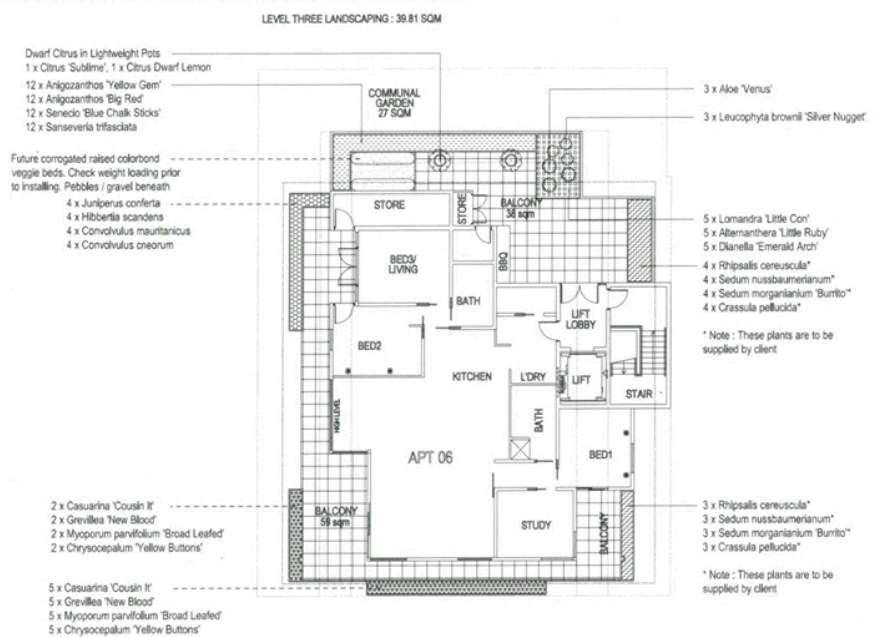 LEVEL THREE LANDSCAPING : 39.81 SQM
Dwarf Citrus in Lightweight Pots
1 x Citrus 'Sublime', 1 x Citrus Dwarf Lemon
12 x Anigozanthos 'Yellow Gem'
12 x Anigozanthos 'Big Red'
12 x Senecio 'Blue Chalk Sticks'
12 x Sanseveria trifasciata
Future corrogated raised colorbond
veggie beds. Check weight loading prior
to installing. Pebbles / gravel beneath
4 x Juniperus conferta
4 x Hibbertia scandens
4 x Convolvulus mauritanicus
4 x Convolvulus cneorum
COMMUNAL
GARDEN
27 SQM
3 x Aloe 'Venus'
3 x Leucophyta brownii 'Silver Nugget'
5 x Lomandra 'Little Con'
5 x Alternanthera 'Little Ruby'
5 x Dianella 'Emerald Arch'
4 x Rhipsalis cereuscula*
4 x Sedum nussbaumerianum*
4 x Sedum morganianium 'Burrito'*
4 x Crassula pellucida*
* Note : These plants are to be
supplied by client
STORE
STORE
BALCONY
38 sqm
BED3/
LIVING
BBQ
BATH
LIFT
LOBBY
BED2
KITCHEN
L'DRY
LIFT
STAIR
HIGH LEVEL
BATH
APT 06
BED1
BALCONY
59 sqm
STUDY
BALCONY
2 x Casuarina 'Cousin It'
2 x Grevillea 'New Blood'
2 x Myoporum parvifolium 'Broad Leafed'
2 x Chrysocepalum 'Yellow Buttons'
5 x Casuarina 'Cousin It'
5 x Grevillea 'New Blood'
5 x Myoporum parvifolium 'Broad Leafed'
5 x Chrysocepalum 'Yellow Buttons'
3 x Rhipsalis cereuscula*
3 x Sedum nussbaumerianum*
3 x Sedum morganianium 'Burrito'*
3 x Crassula pellucida*
* Note : These plants are to be
supplied by client